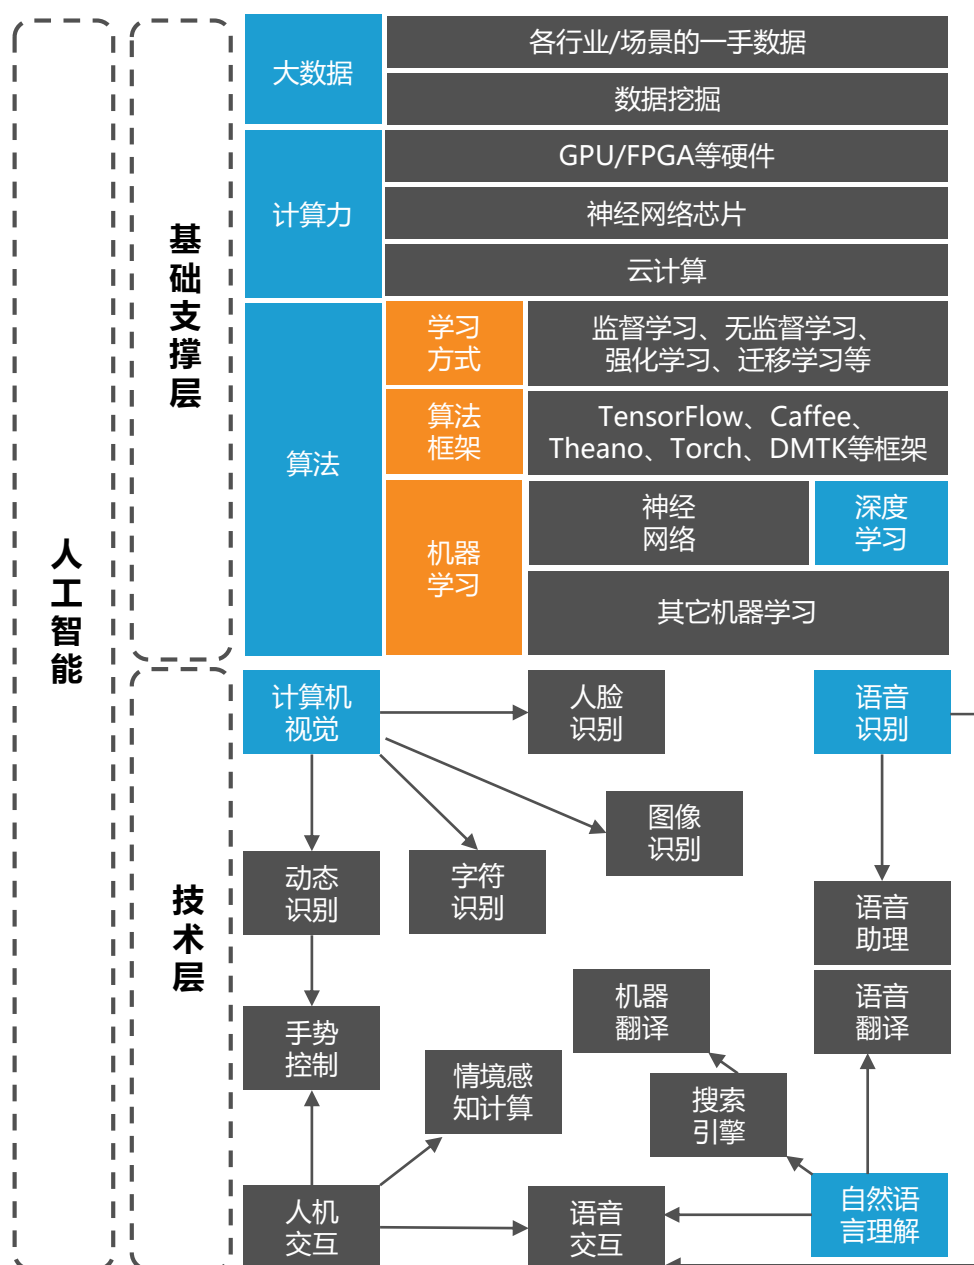 人工智能
基础支撑层
大数据
各行业/场景的一手数据
数据挖掘
计算力
GPU/FPGA等硬件
神经网络芯片
云计算
算法
学习
方式
监督学习、无监督学习、
强化学习、迁移学习等
算法
框架
TensorFlow、Caffee、
Theano、Torch、DMTK等框架
机器
学习
神经
网络
深度
学习
其它机器学习
技术层
计算机
视觉
人脸
识别
语音
识别
图像
识别
动态
识别
字符
识别
语音
助理
机器
翻译
语音
翻译
手势
控制
情境感
知计算
搜索
引擎
人机
交互
语音
交互
自然语
言理解